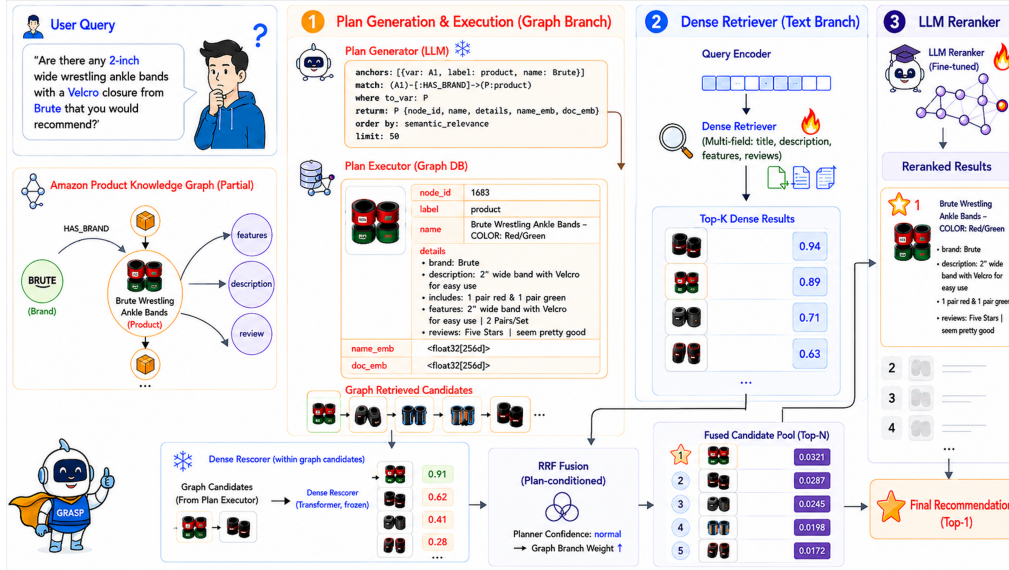 User Query
?
"Are there any 2-inch
wide wrestling ankle bands
with a Velcro closure from
Brute that you would
recommend?"
Amazon Product Knowledge Graph (Partial)
HAS_BRAND
BRUTE
(Brand)
Brute Wrestling
Ankle Bands
(Product)
features
description
review
...
1 Plan Generation & Execution (Graph Branch)
Plan Generator (LLM)
anchors: [{var: A1, label: product, name: Brute}]
match: (A1)-[:HAS_BRAND]->(P:product)
where to_var: P
return: P {node_id, name, details, name_emb, doc_emb}
order by: semantic_relevance
limit: 50
Plan Executor (Graph DB)
node_id 1683
label product
name Brute Wrestling Ankle Bands –
COLOR: Red/Green
details
• brand: Brute
• description: 2" wide band with Velcro
for easy use
• includes: 1 pair red & 1 pair green
• features: 2" wide band with Velcro
for easy use | 2 Pairs/Set
• reviews: Five Stars | seem pretty good
name_emb <float32[256d]>
doc_emb <float32[256d]>
Graph Retrieved Candidates
...
2 Dense Retriever (Text Branch)
Query Encoder
Dense Retriever
(Multi-field: title, description,
features, reviews)
Top-K Dense Results
0.94
0.89
0.71
0.63
...
3 LLM Reranker
LLM Reranker
(Fine-tuned)
Reranked Results
1
Brute Wrestling
Ankle Bands –
COLOR: Red/Green
• brand: Brute
• description: 2" wide
band with Velcro for
easy use
• 1 pair red & 1 pair green
• reviews: Five Stars |
seem pretty good
2
3
4
...
GRASP
Dense Rescorer (within graph candidates)
Graph Candidates
(From Plan Executor)
Dense Rescorer
(Transformer, frozen)
0.91
0.62
0.41
0.28
...
RRF Fusion
(Plan-conditioned)
Planner Confidence: normal
→ Graph Branch Weight ↑
Fused Candidate Pool (Top-N)
1 0.0321
2 0.0287
3 0.0245
4 0.0198
5 0.0172
Final Recommendation
(Top-1)